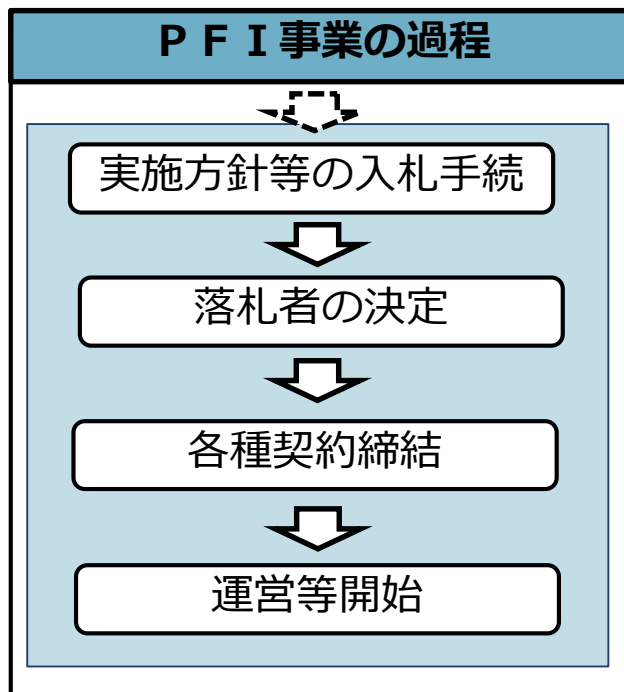 ＰＦＩ事業の過程
実施方針等の入札手続
落札者の決定
各種契約締結
運営等開始